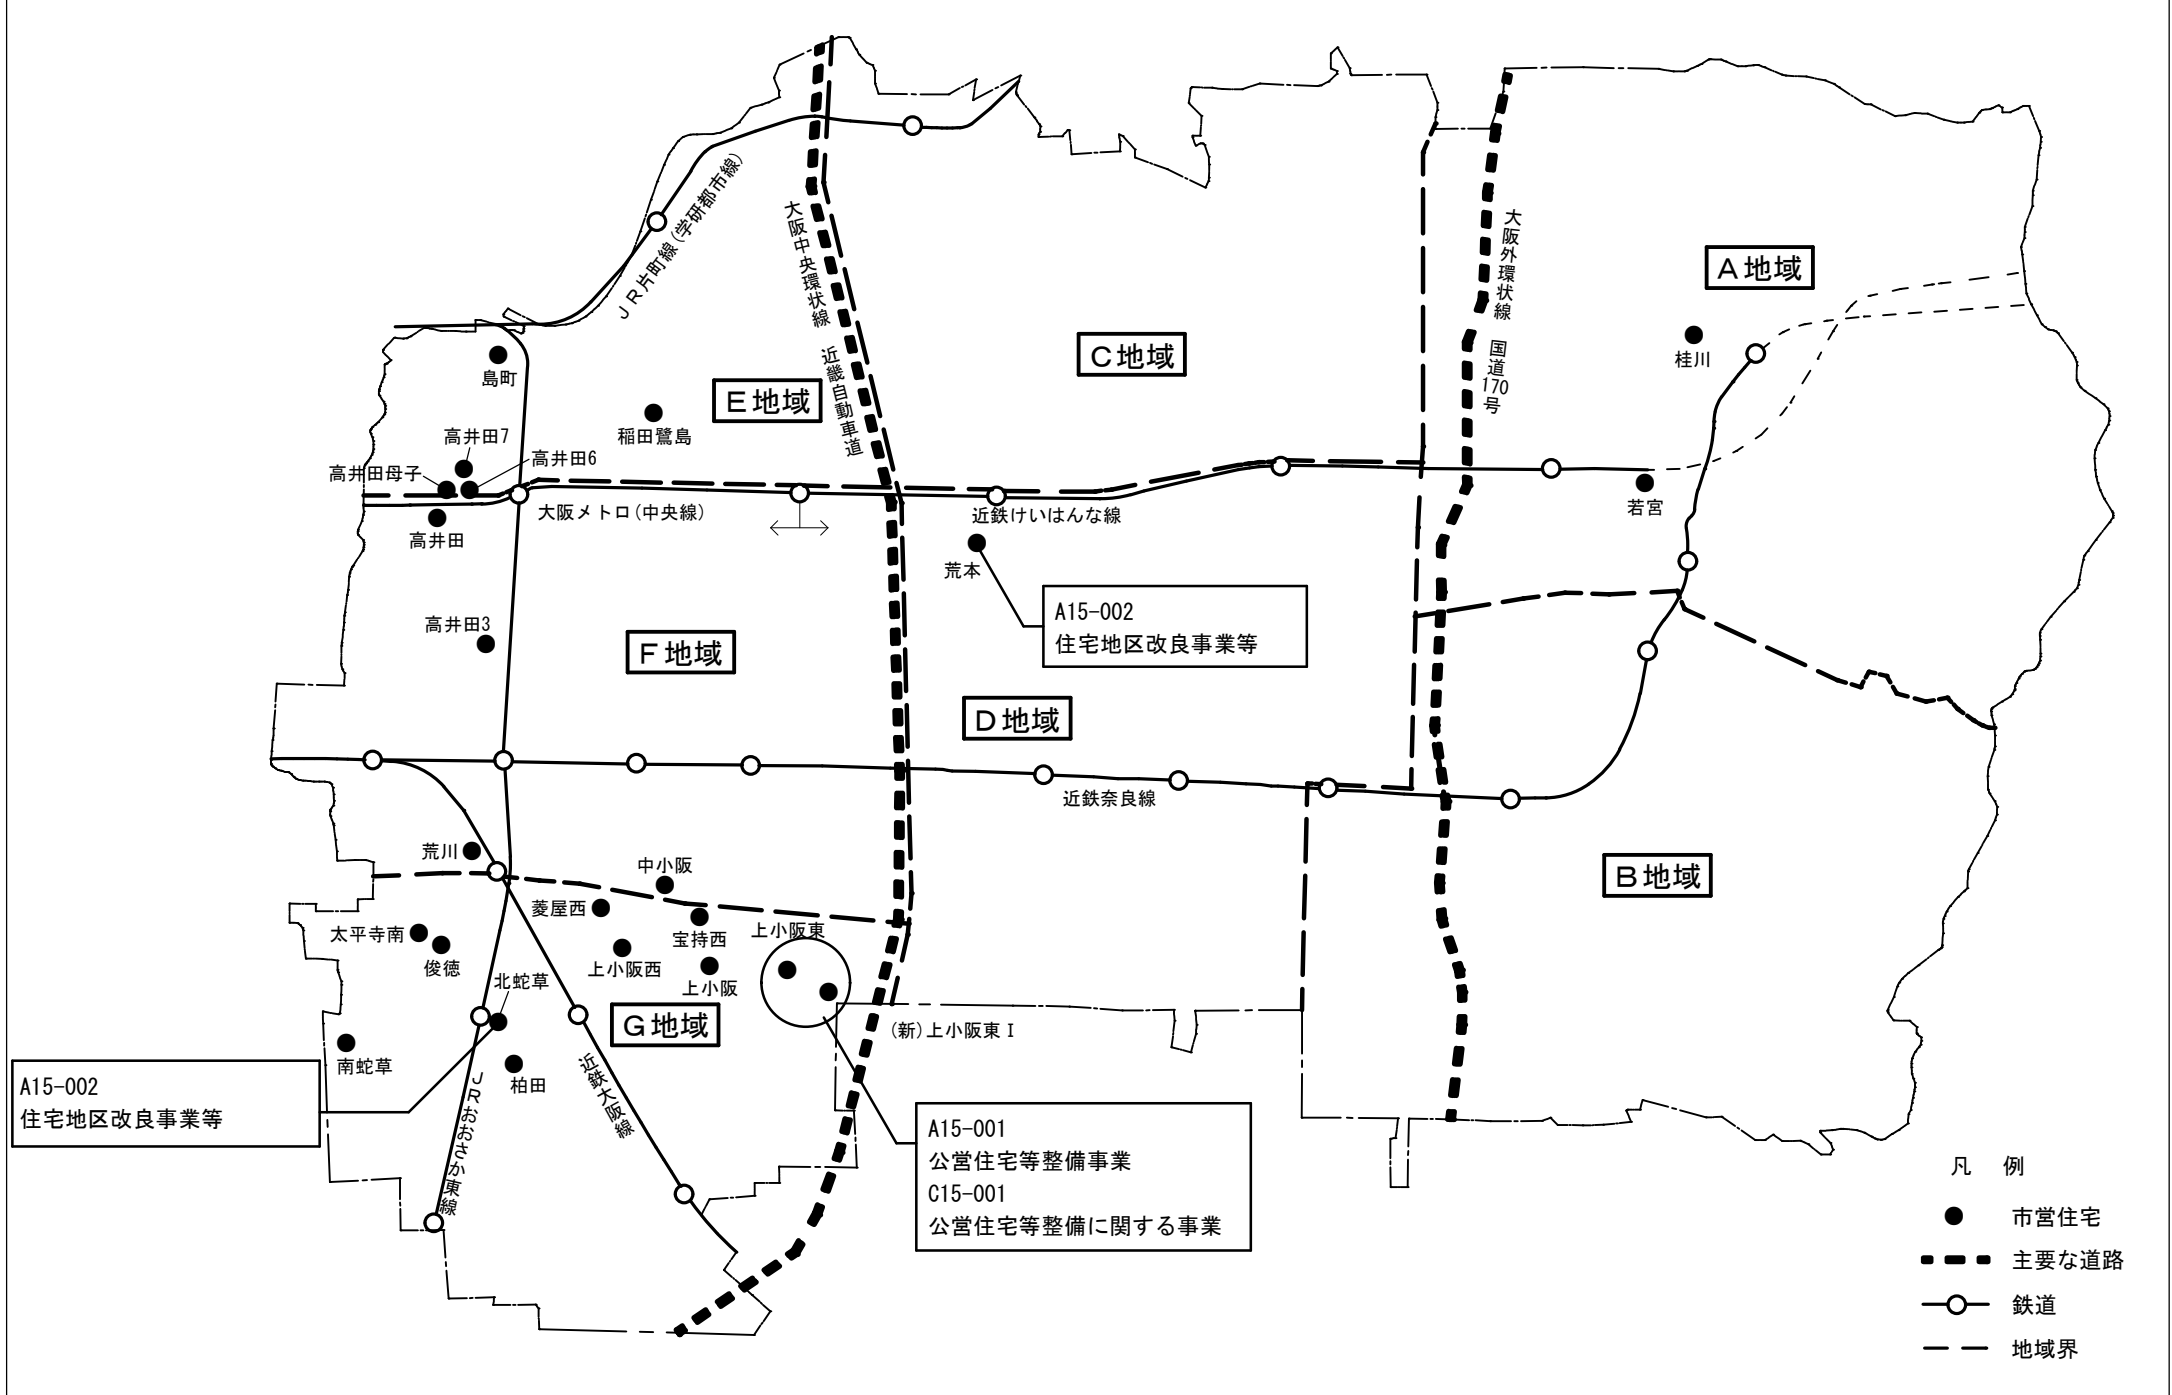 JR片町線(学研都市線)
大阪中央環状線
近畿自動車道
大阪外環状線
国道170号
A地域
桂川
C地域
島町
E地域
稲田鷺島
高井田7
高井田6
高井田母子
高井田
大阪メトロ(中央線)
近鉄けいはんな線
若宮
荒本
A15-002
住宅地区改良事業等
高井田3
F地域
D地域
近鉄奈良線
B地域
荒川
中小阪
菱屋西
太平寺南
俊徳
宝持西
上小阪東
上小阪西
上小阪
北蛇草
G地域
(新)上小阪東Ⅰ
南蛇草
柏田
近鉄大阪線
JRおおさか東線
A15-002
住宅地区改良事業等
A15-001
公営住宅等整備事業
C15-001
公営住宅等整備に関する事業
凡 例
市営住宅
主要な道路
鉄道
地域界